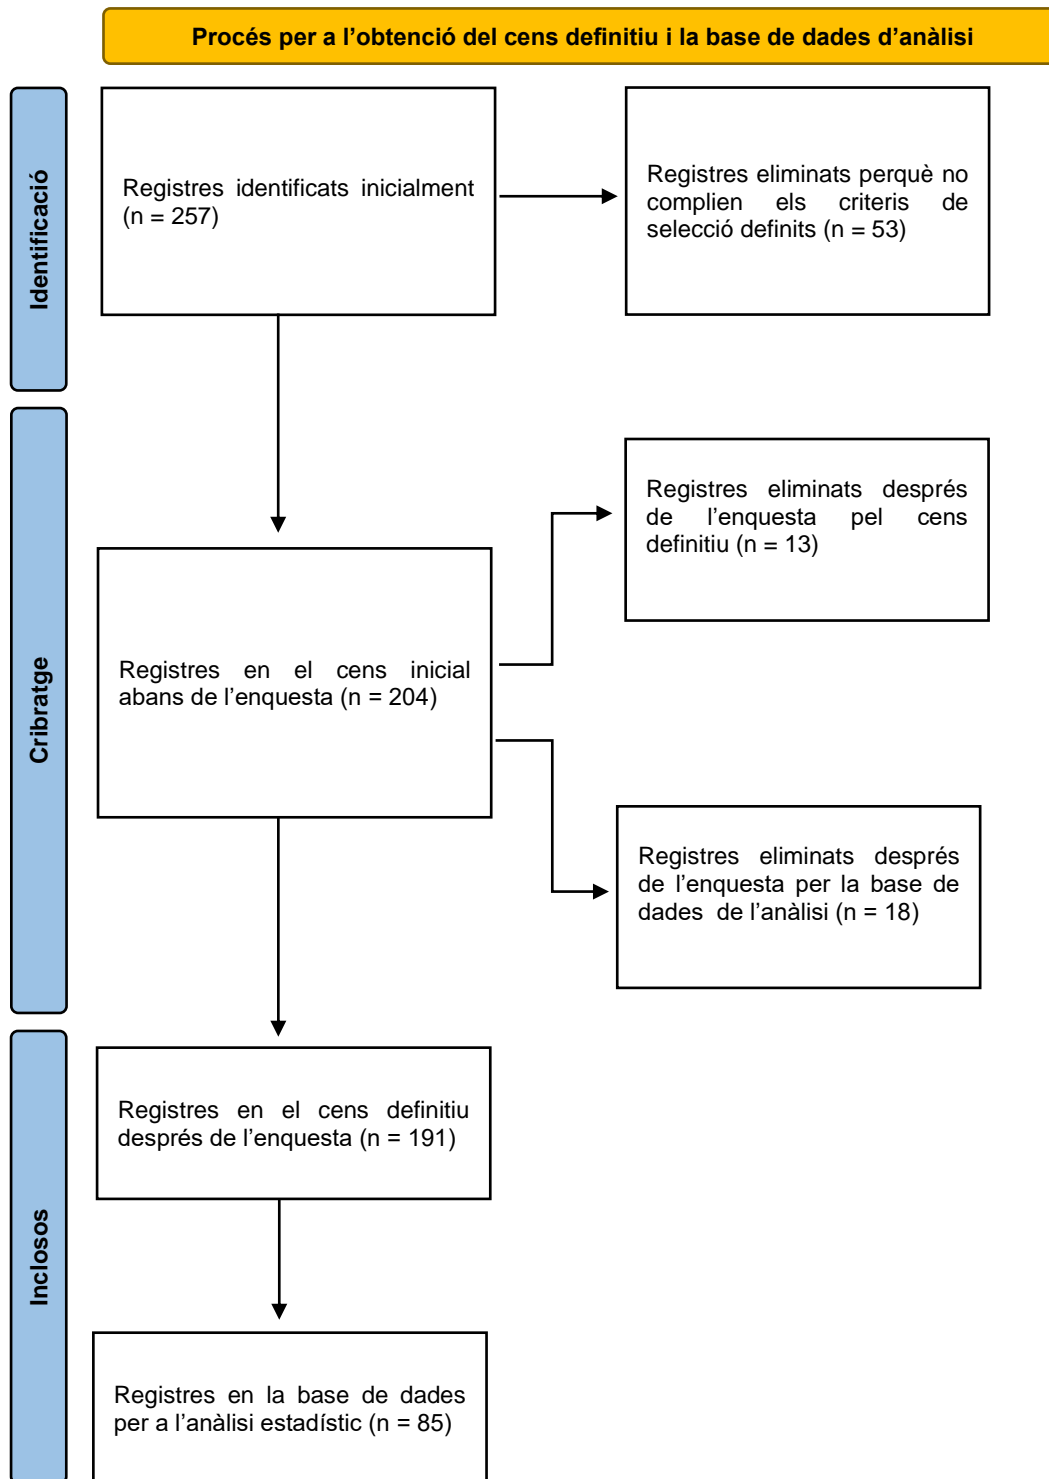 Procés per a l’obtenció del cens definitiu i la base de dades d’anàlisi
Identificació
Registres identificats inicialment
(n = 257)
Registres eliminats perquè no
complien els criteris de
selecció definits (n = 53)
Cribratge
Registres en el cens inicial
abans de l’enquesta (n = 204)
Registres eliminats després
de l’enquesta pel cens
definitiu (n = 13)
Registres eliminats després
de l’enquesta per la base de
dades de l’anàlisi (n = 18)
Inclosos
Registres en el cens definitiu
després de l’enquesta (n = 191)
Registres en la base de dades
per a l’anàlisi estadístic (n = 85)